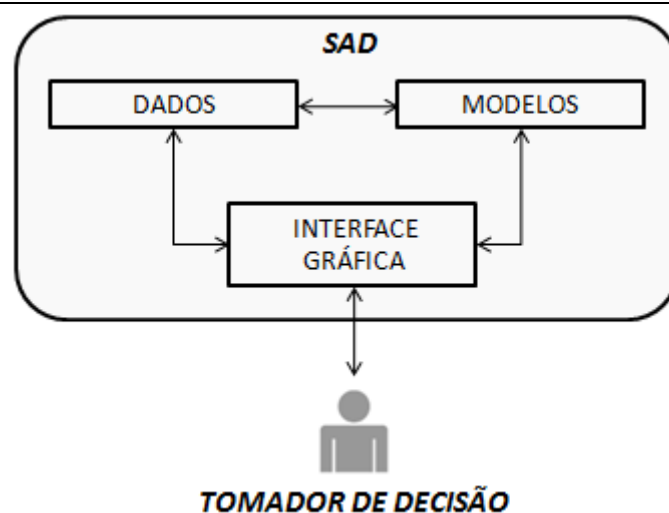 SAD
DADOS
MODELOS
INTERFACE
GRÁFICA
TOMADOR DE DECISÃO